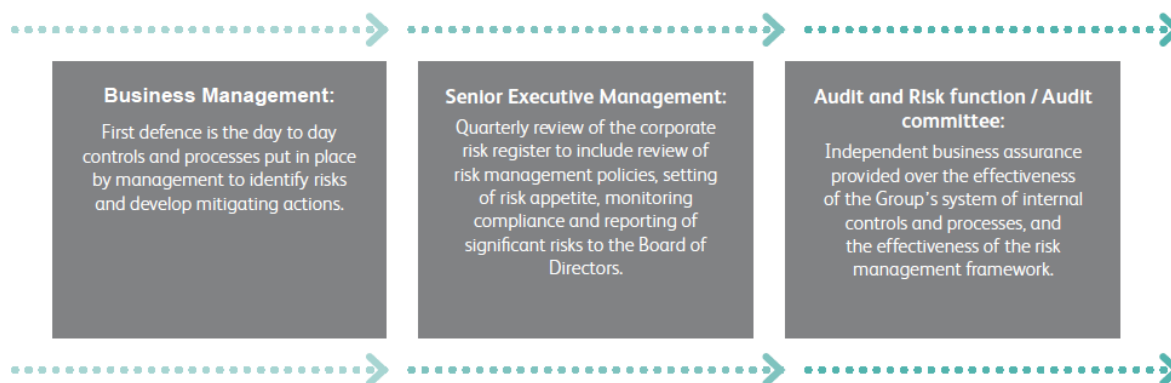 Business Management:
First defence is the day to day
controls and processes put in place
by management to identify risks
and develop mitigating actions.
Senior Executive Management:
Quarterly review of the corporate
risk register to include review of
risk management policies, setting
of risk appetite, monitoring
compliance and reporting of
significant risks to the Board of
Directors.
Audit and Risk function / Audit
committee:
Independent business assurance
provided over the effectiveness
of the Group's system of internal
controls and processes, and
the effectiveness of the risk
management framework.